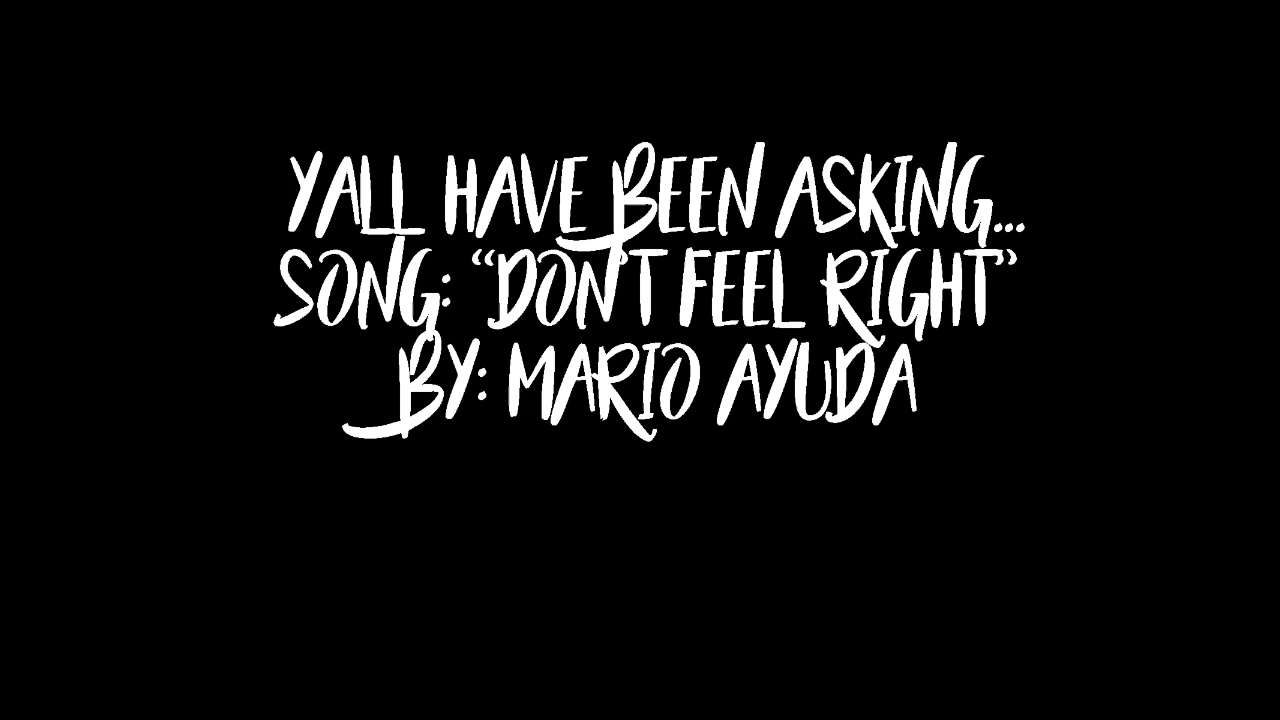 YALL HAVE BEEN ASKING...
SONG: “DON'T FEEL RIGHT”
BY: MARIO AYUDA